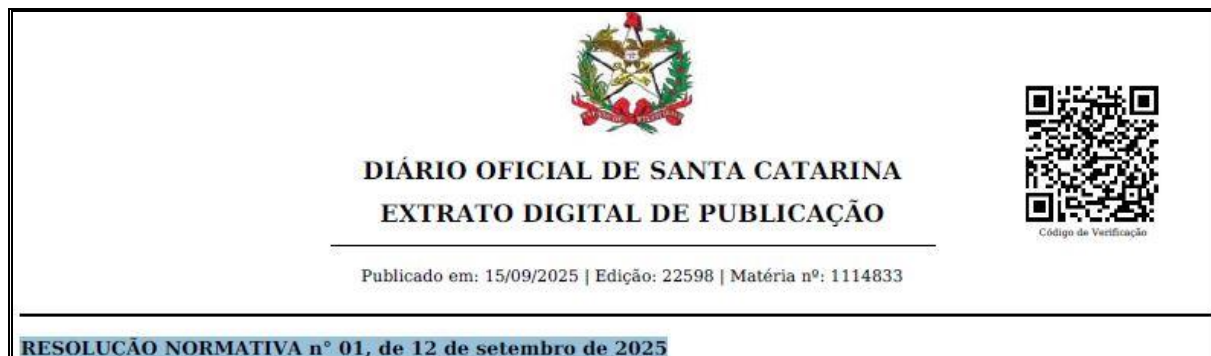 DIÁRIO OFICIAL DE SANTA CATARINA
EXTRATO DIGITAL DE PUBLICAÇÃO
Código de Verificação
Publicado em: 15/09/2025 | Edição: 22598 | Matéria nº: 1114833
RESOLUÇÃO NORMATIVA n° 01, de 12 de setembro de 2025